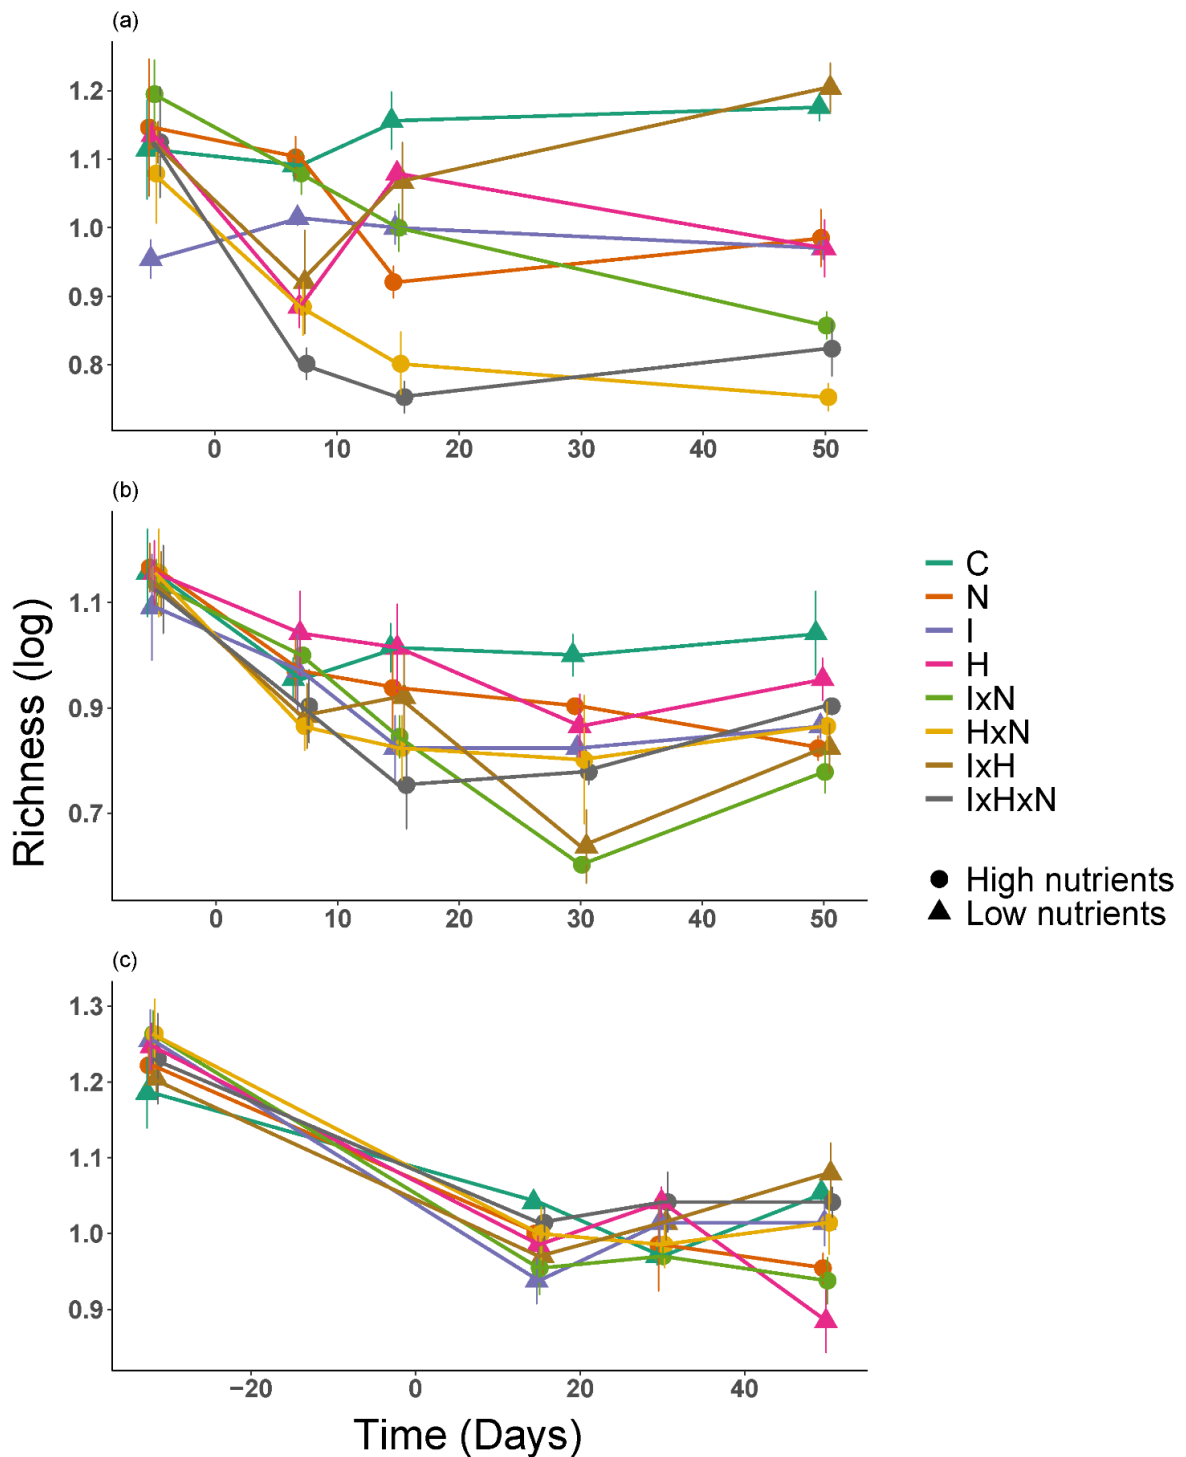 (a)
1.2
1.1
1.0
0.9
0.8
0 10 20 30 40 50
(b)
1.1
0.9
0.7
0 10 20 30 40 50
Richness (log)
C
N
I
H
IxN
HxN
IxH
IxHxN
High nutrients
Low nutrients
(c)
1.3
1.2
1.1
1.0
0.9
−20 0 20 40
Time (Days)